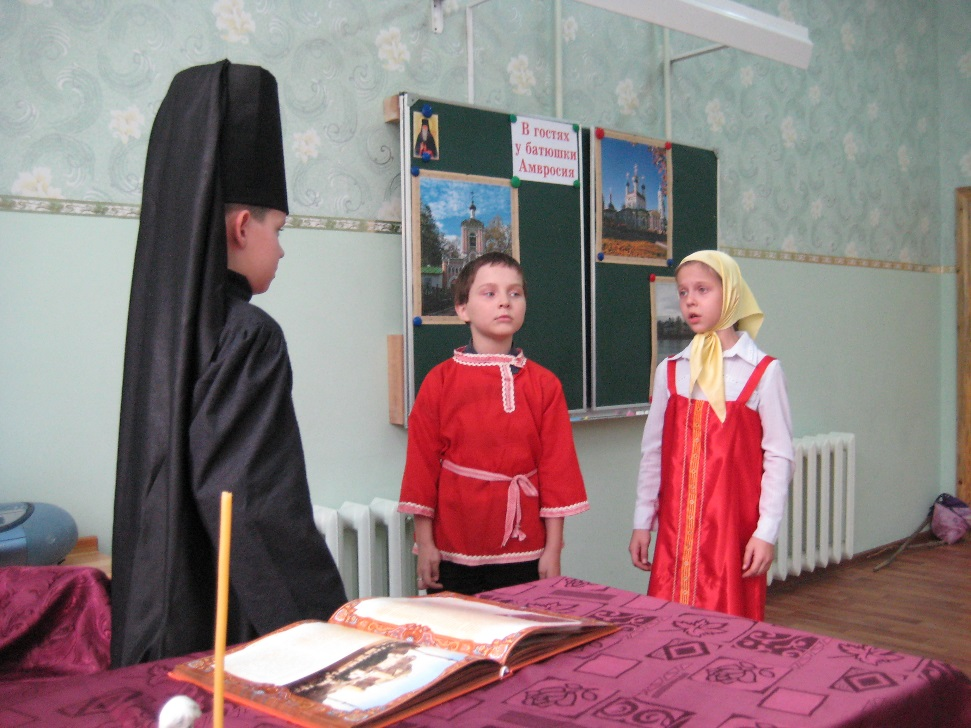 В гостях
у батюшки
Амвросия